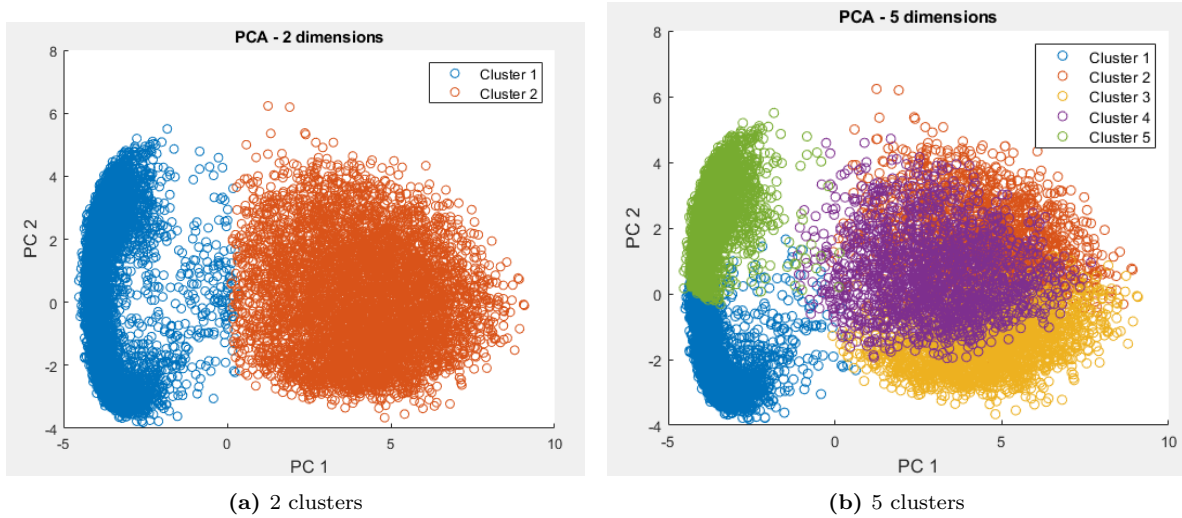 PCA - 2 dimensions
8
6
4
2
0
-2
-4
PC 2
-5
0
5
10
PC 1
Cluster 1
Cluster 2
(a) 2 clusters
PCA - 5 dimensions
8
6
4
2
0
-2
-4
PC 2
-5
0
5
10
PC 1
Cluster 1
Cluster 2
Cluster 3
Cluster 4
Cluster 5
(b) 5 clusters